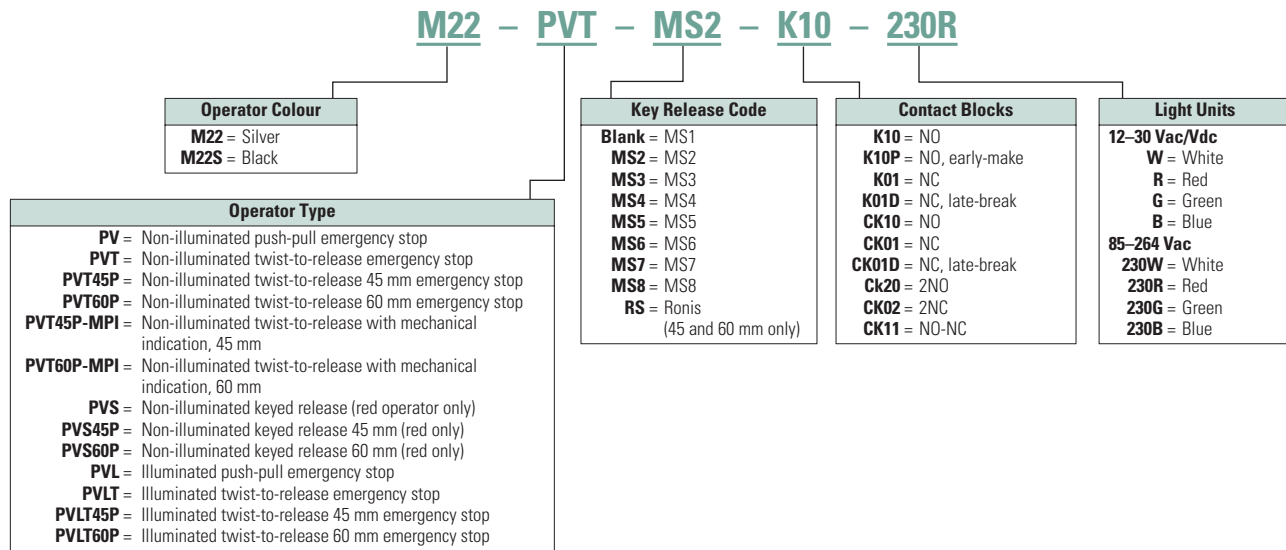 M22 – PVT – MS2 – K10 – 230R
Operator Colour
M22 = Silver
M22S = Black
Operator Type
PV = Non-illuminated push-pull emergency stop
PVT = Non-illuminated twist-to-release emergency stop
PVT45P = Non-illuminated twist-to-release 45 mm emergency stop
PVT60P = Non-illuminated twist-to-release 60 mm emergency stop
PVT45P-MPI = Non-illuminated twist-to-release with mechanical
indication, 45 mm
PVT60P-MPI = Non-illuminated twist-to-release with mechanical
indication, 60 mm
PVS = Non-illuminated keyed release (red operator only)
PVS45P = Non-illuminated keyed release 45 mm (red only)
PVS60P = Non-illuminated keyed release 60 mm (red only)
PVL = Illuminated push-pull emergency stop
PVLT = Illuminated twist-to-release emergency stop
PVLT45P = Illuminated twist-to-release 45 mm emergency stop
PVLT60P = Illuminated twist-to-release 60 mm emergency stop
Key Release Code
Blank = MS1
MS2 = MS2
MS3 = MS3
MS4 = MS4
MS5 = MS5
MS6 = MS6
MS7 = MS7
MS8 = MS8
RS = Ronis
(45 and 60 mm only)
Contact Blocks
K10 = NO
K10P = NO, early-make
K01 = NC
K01D = NC, late-break
CK10 = NO
CK01 = NC
CK01D = NC, late-break
Ck20 = 2NO
CK02 = 2NC
CK11 = NO-NC
Light Units
12–30 Vac/Vdc
W = White
R = Red
G = Green
B = Blue
85–264 Vac
230W = White
230R = Red
230G = Green
230B = Blue